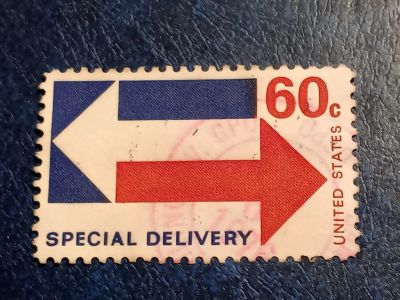 60c
SPECIAL DELIVERY
UNITED STATES